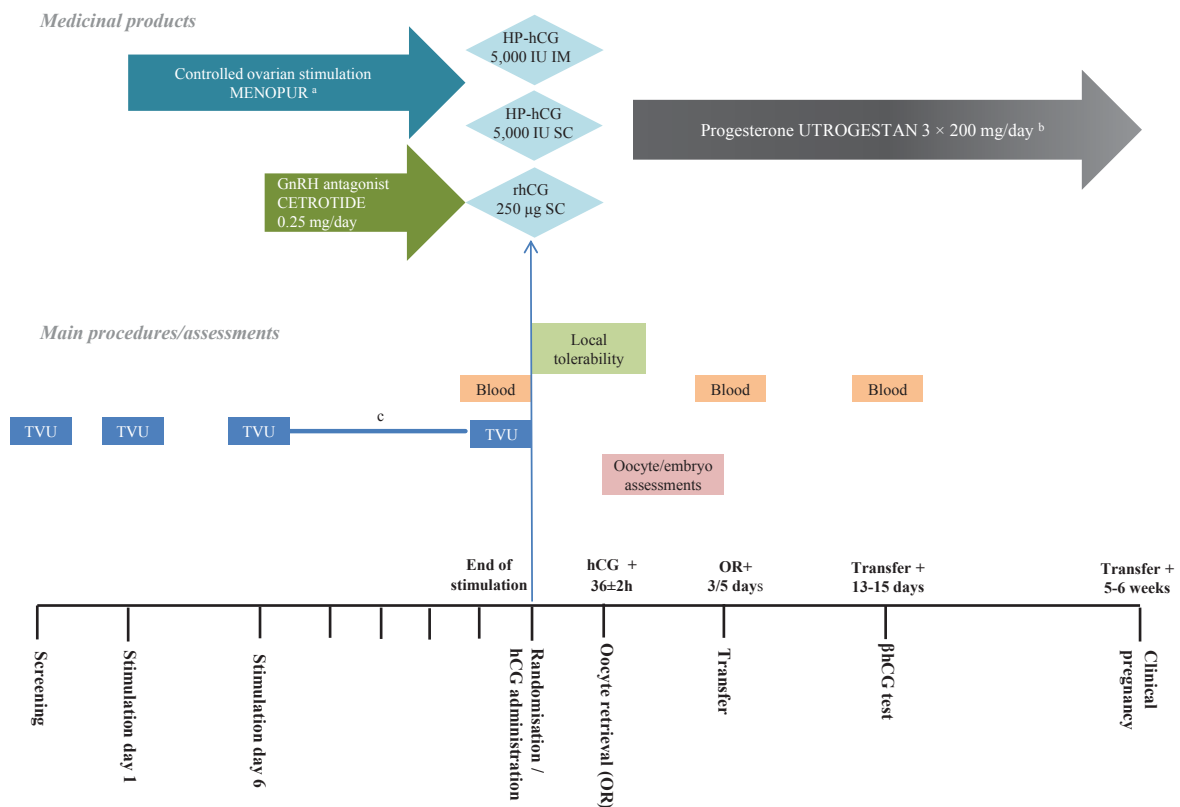 Medicinal products
HP-hCG
5,000 IU IM
Controlled ovarian stimulation
MENOPUR a
HP-hCG
5,000 IU SC
Progesterone UTROGESTAN 3 × 200 mg/day b
GnRH antagonist
CETROTIDE
0.25 mg/day
rhCG
250 µg SC
Main procedures/assessments
Local
tolerability
Blood
Blood
Blood
c
TVU
TVU
TVU
TVU
Oocyte/embryo
assessments
End of
stimulation
hCG +
36±2h
OR+
3/5 days
Transfer +
13-15 days
Transfer +
5-6 weeks
Screening
Stimulation day 1
Stimulation day 6
Randomisation /
hCG administration
Oocyte retrieval (OR)
Transfer
βhCG test
Clinical
pregnancy